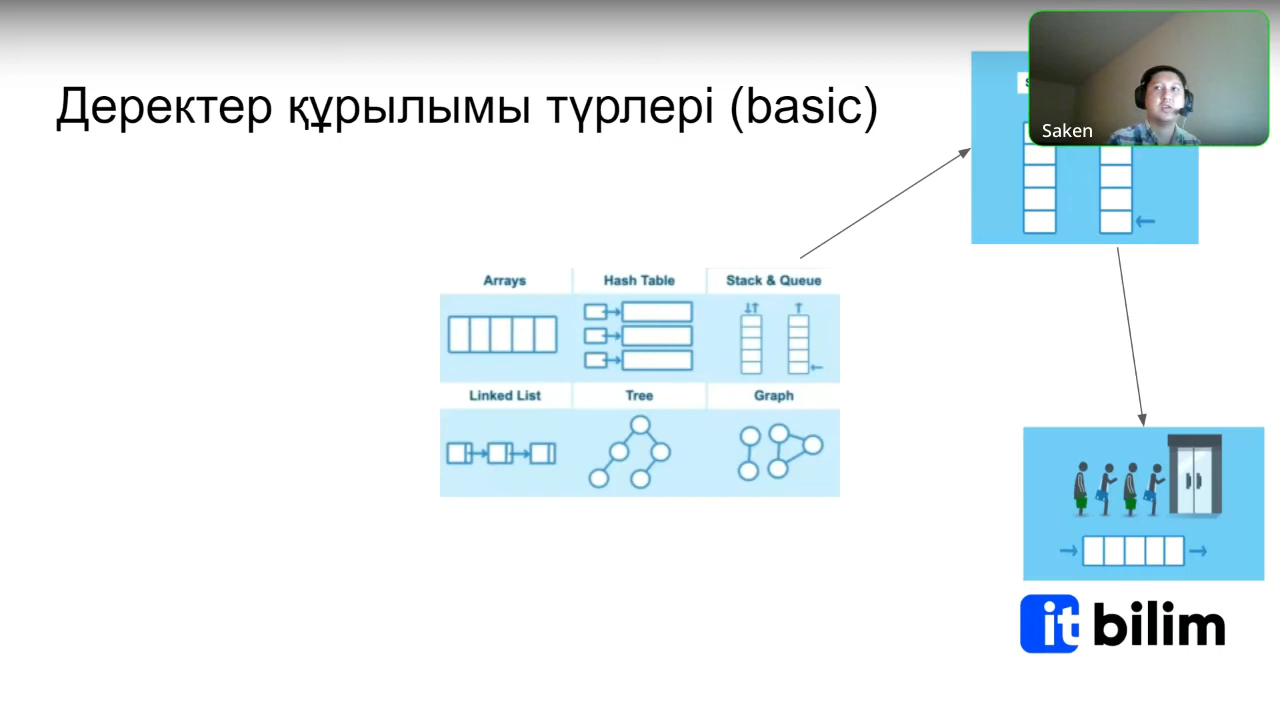 Деректер құрылымы түрлері (basic)
Saken
Arrays
Hash Table
Stack & Queue
Linked List
Tree
Graph
it bilim